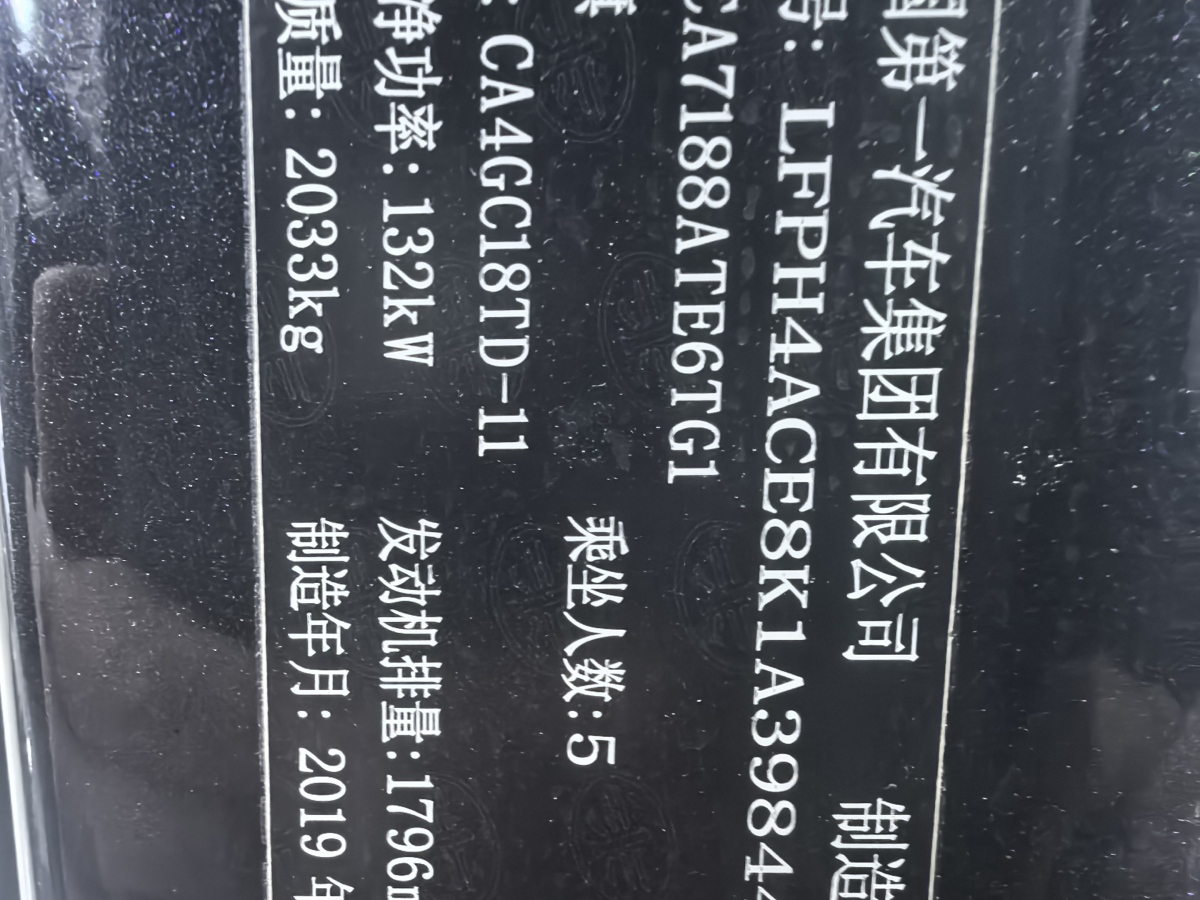 国第一汽车集团有限公司 制造
号: LFPH4ACE8K1A3984
CA7188ATE6TG1
乘坐人数:5
: CA4GC18TD-11
净功率: 132kW 发动机排量:1796m
质量: 2033kg 制造年月: 2019 年